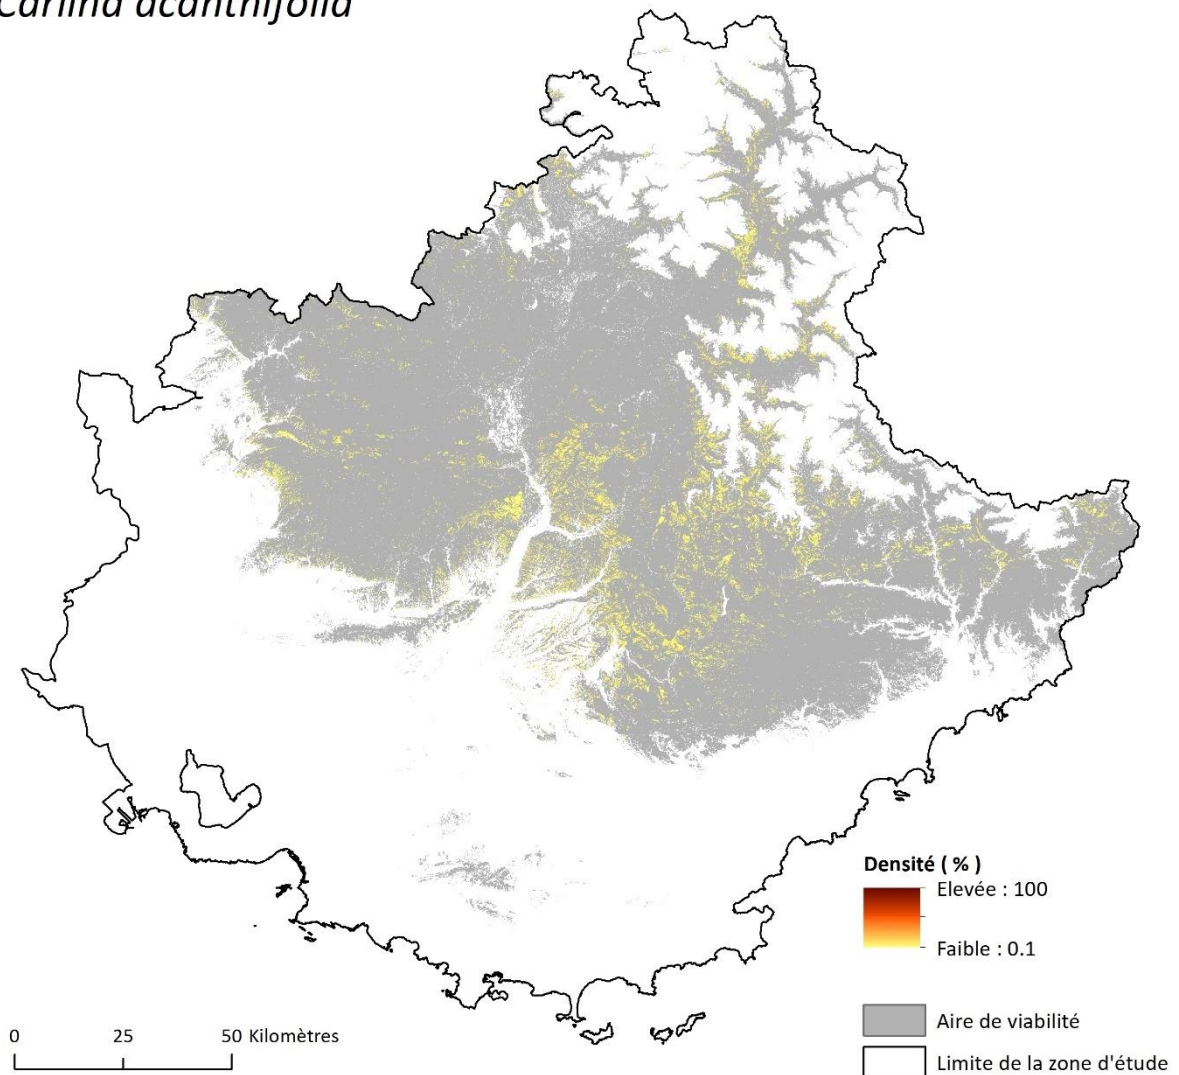 Carlina acanthifolia
Densité ( % )
Elevée : 100
Faible : 0.1
0 25 50 Kilomètres
Aire de viabilité
Limite de la zone d'étude